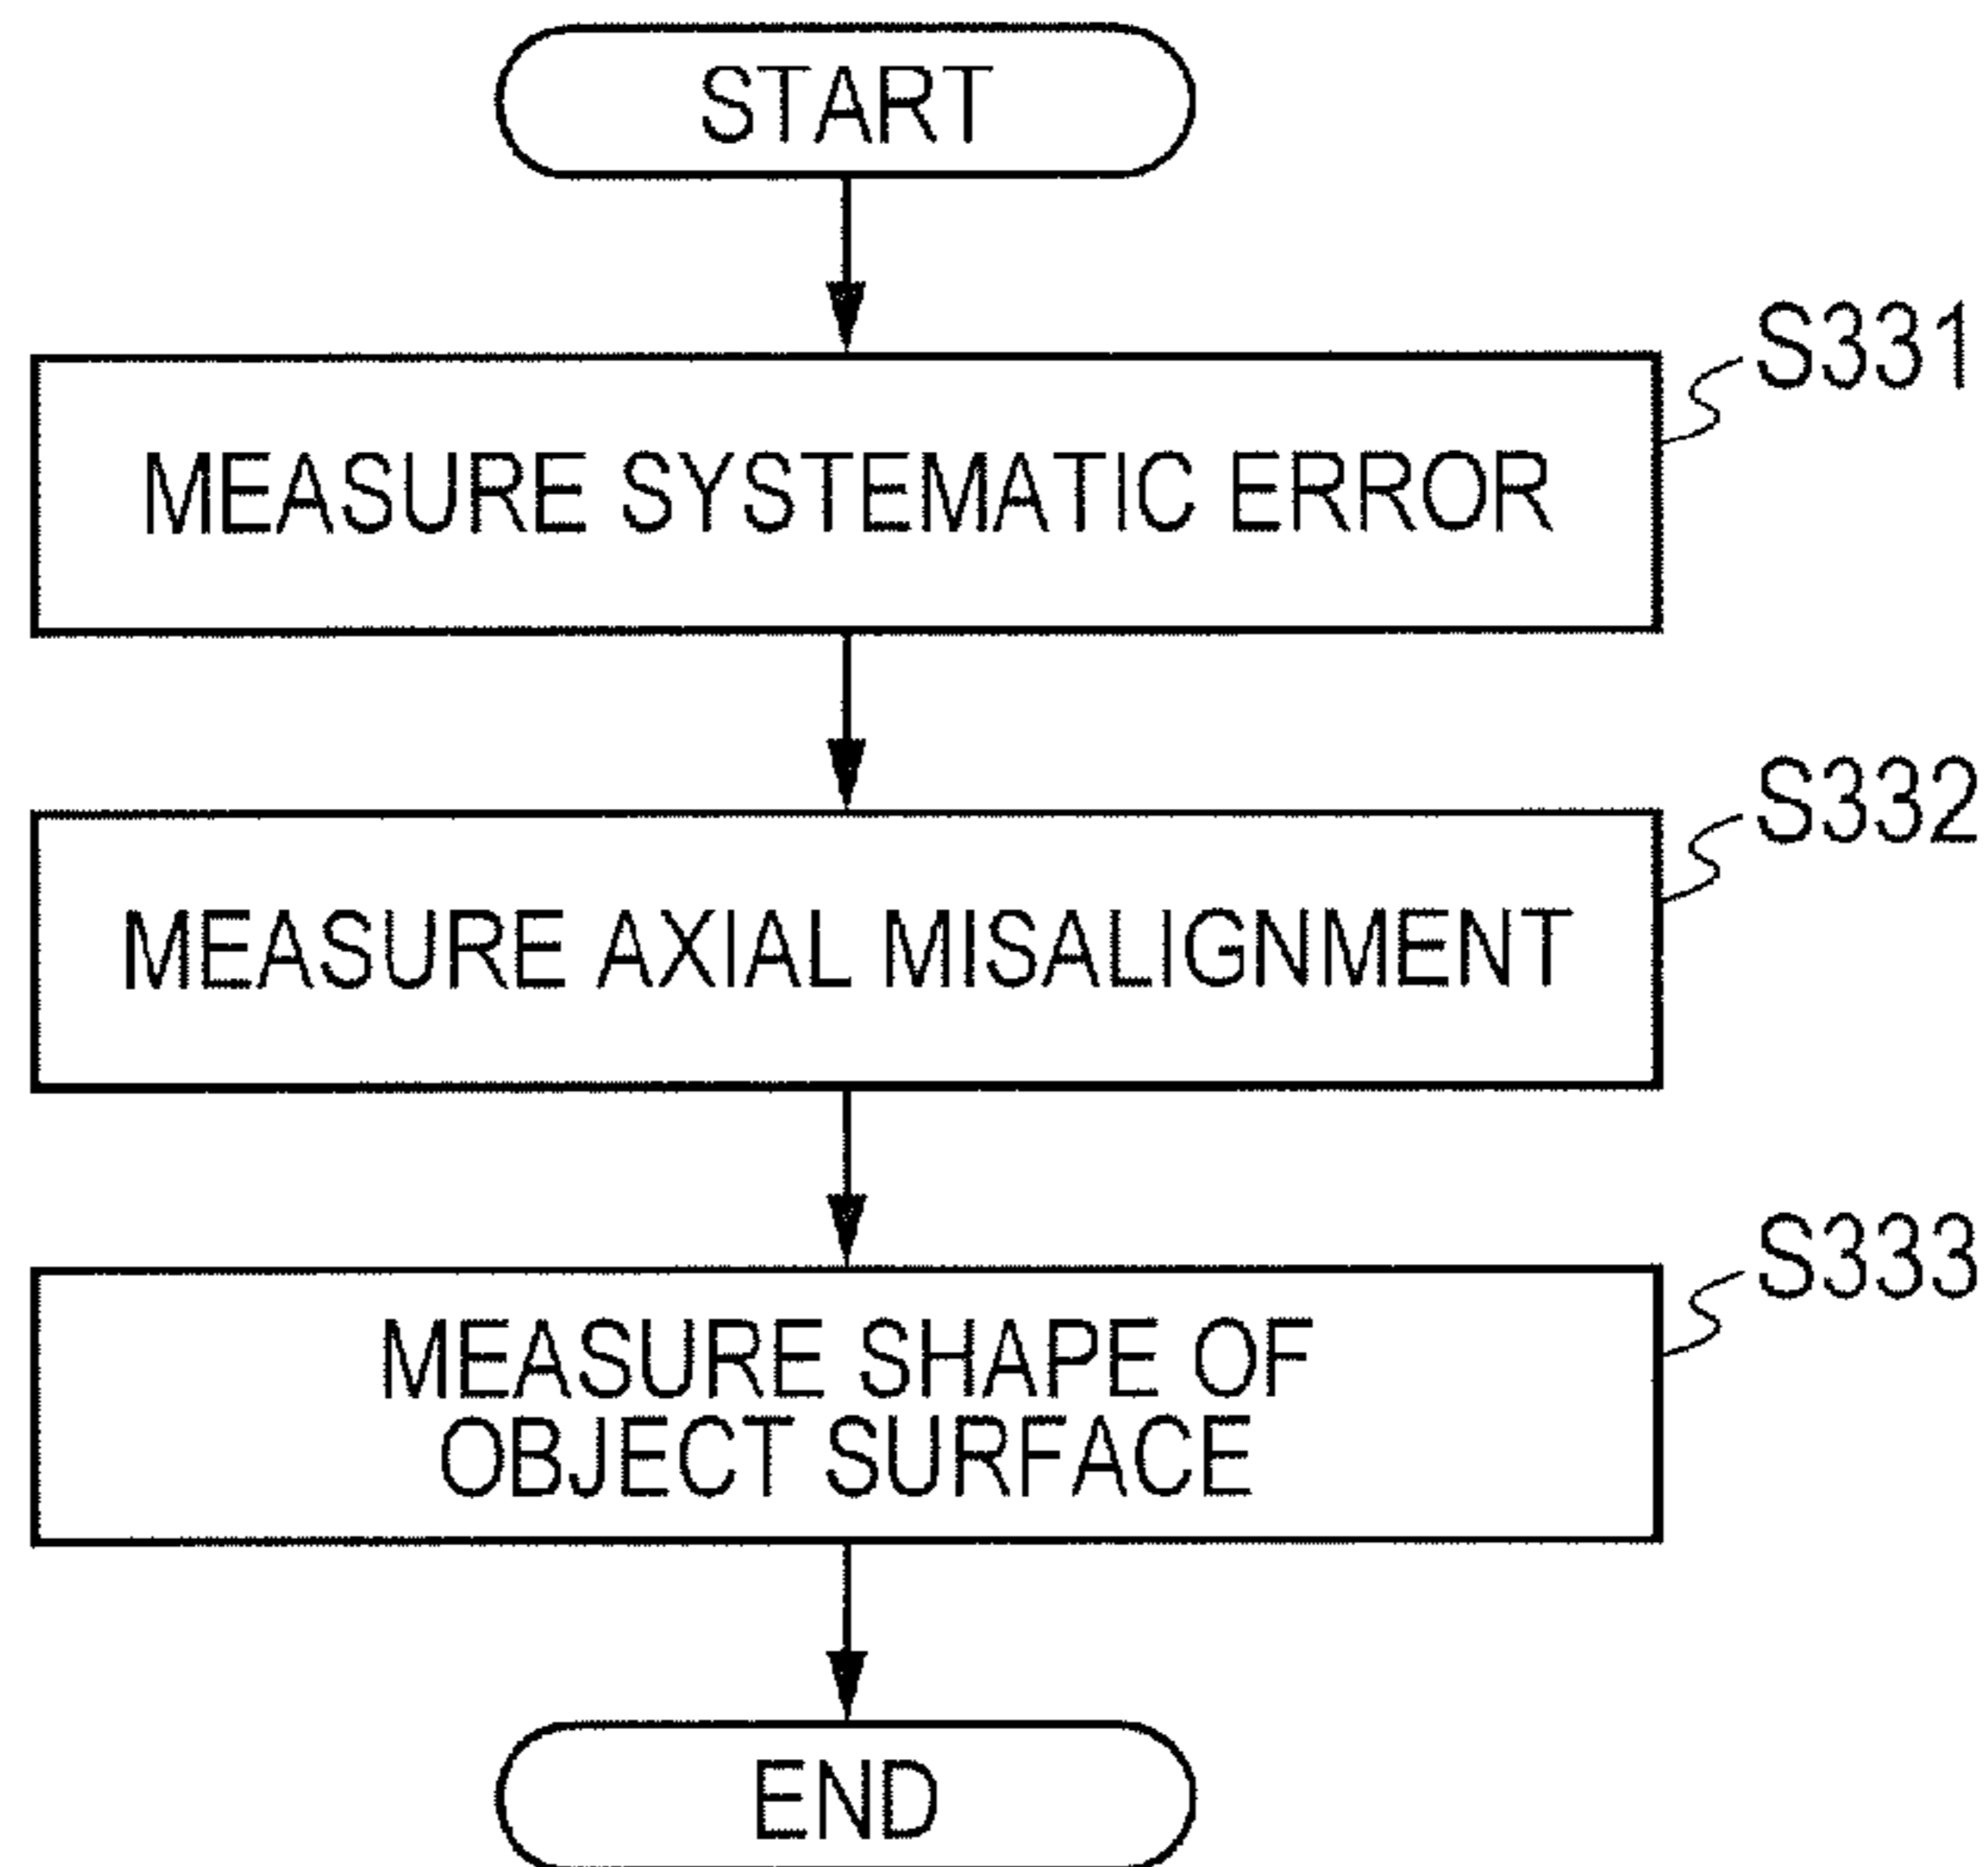 START
S331
MEASURE SYSTEMATIC ERROR
S332
MEASURE AXIAL MISALIGNMENT
S333
MEASURE SHAPE OF
OBJECT SURFACE
END